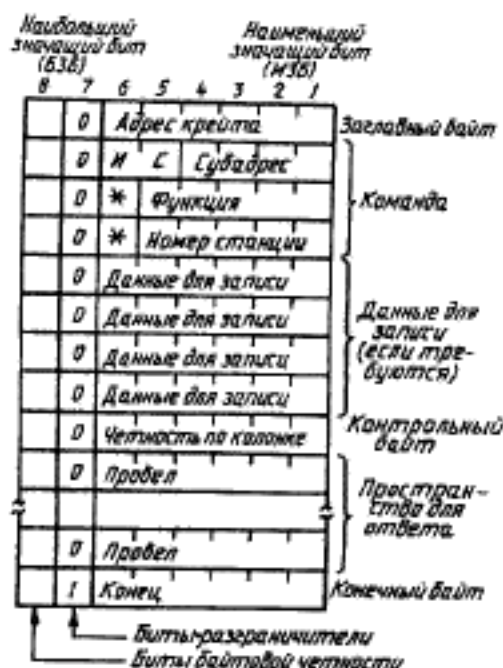 Наибольший
значащий бит
(БЗБ)
Наименьший
значащий бит
(МЗБ)
8 7 6 5 4 3 2 1
0 Адрес крейта
Заглавный байт
0 И С Субадрес
0 * Функция
0 * Номер станции
Команда
0 Данные для записи
0 Данные для записи
0 Данные для записи
0 Данные для записи
Данные для
записи
(если тре-
буются)
0 Четность по колонке
Контрольный
байт
0 Пробел
0 Пробел
Простран-
ство для
ответа
1 Конец
Конечный байт
Биты-разграничители
Биты байтовой четности